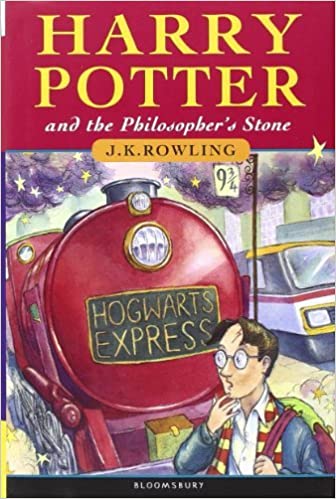 HARRY
POTTER
and the Philosopher's Stone
J.K.ROWLING
9¾
HOGWARTS
EXPRESS
BLOOMSBURY